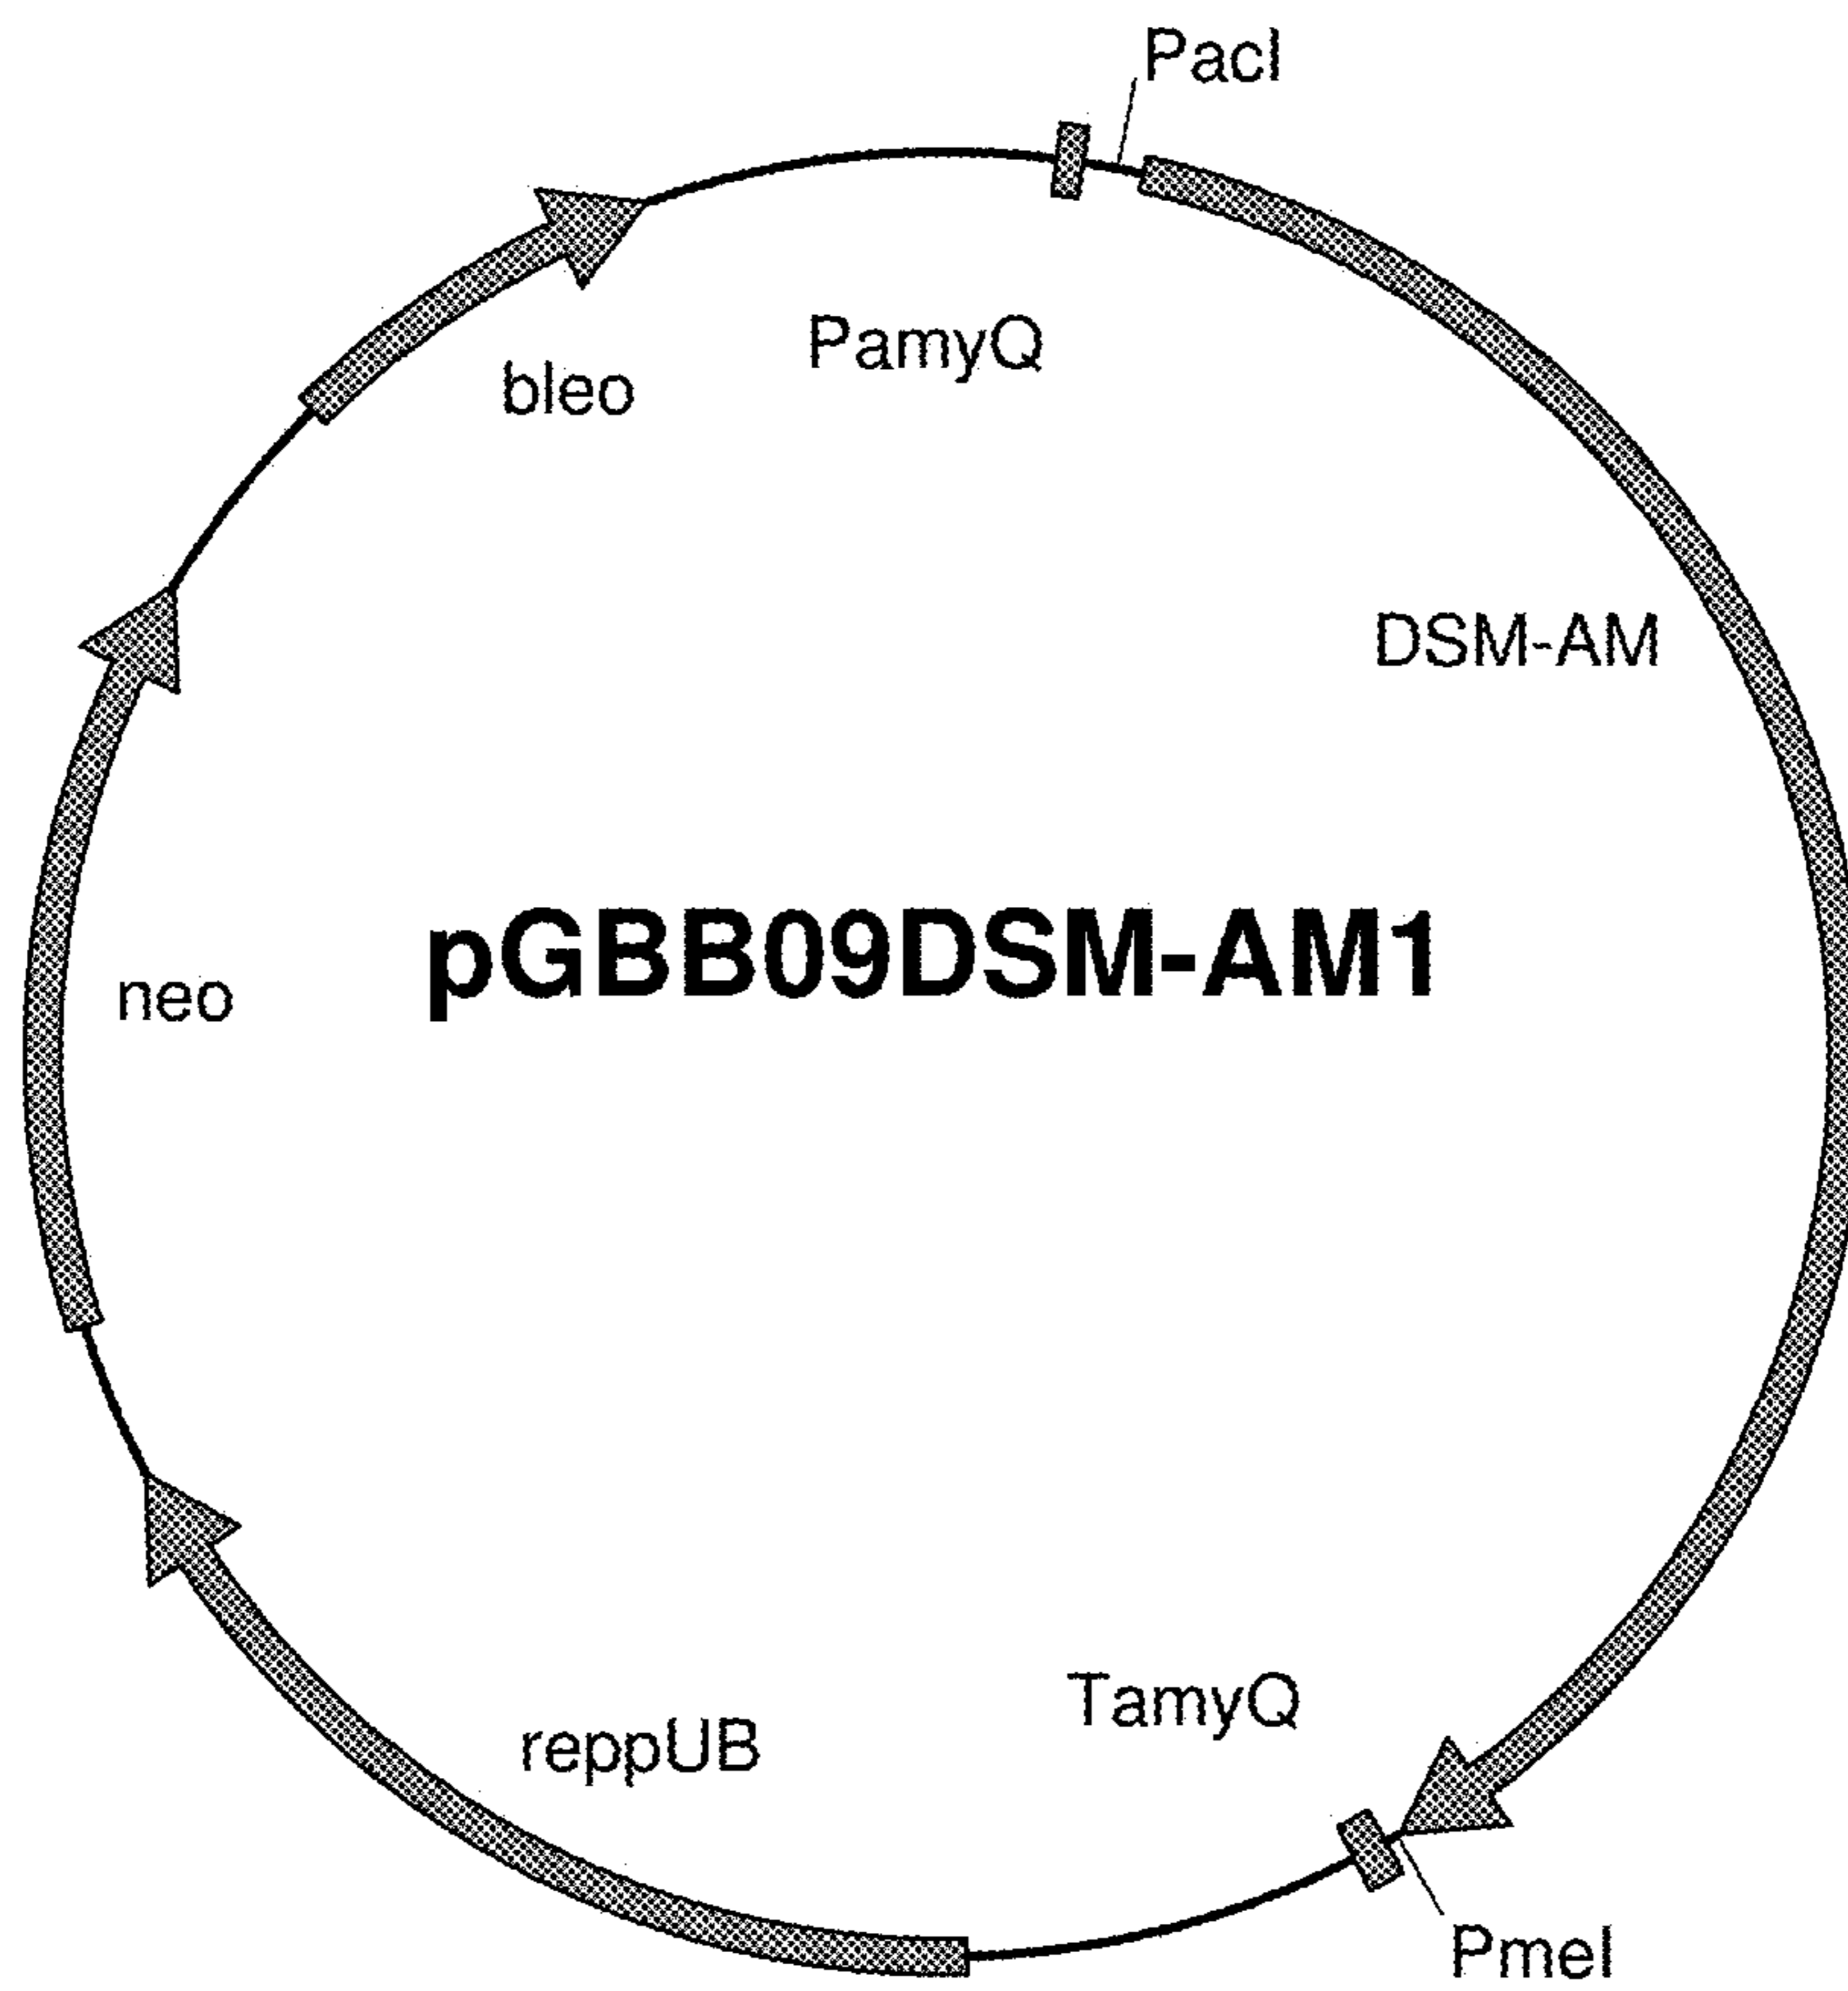 PacI
PamyQ
bleo
DSM-AM
pGBB09DSM-AM1
neo
TamyQ
reppUB
PmeI